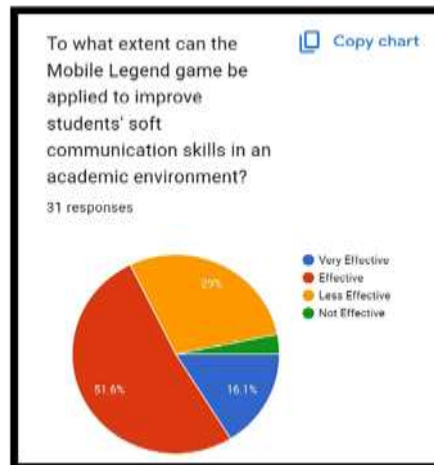 To what extent can the
Mobile Legend game be
applied to improve
students' soft
communication skills in an
academic environment?
Copy chart
31 responses
Very Effective
Effective
Less Effective
Not Effective
29%
51.6%
16.1%